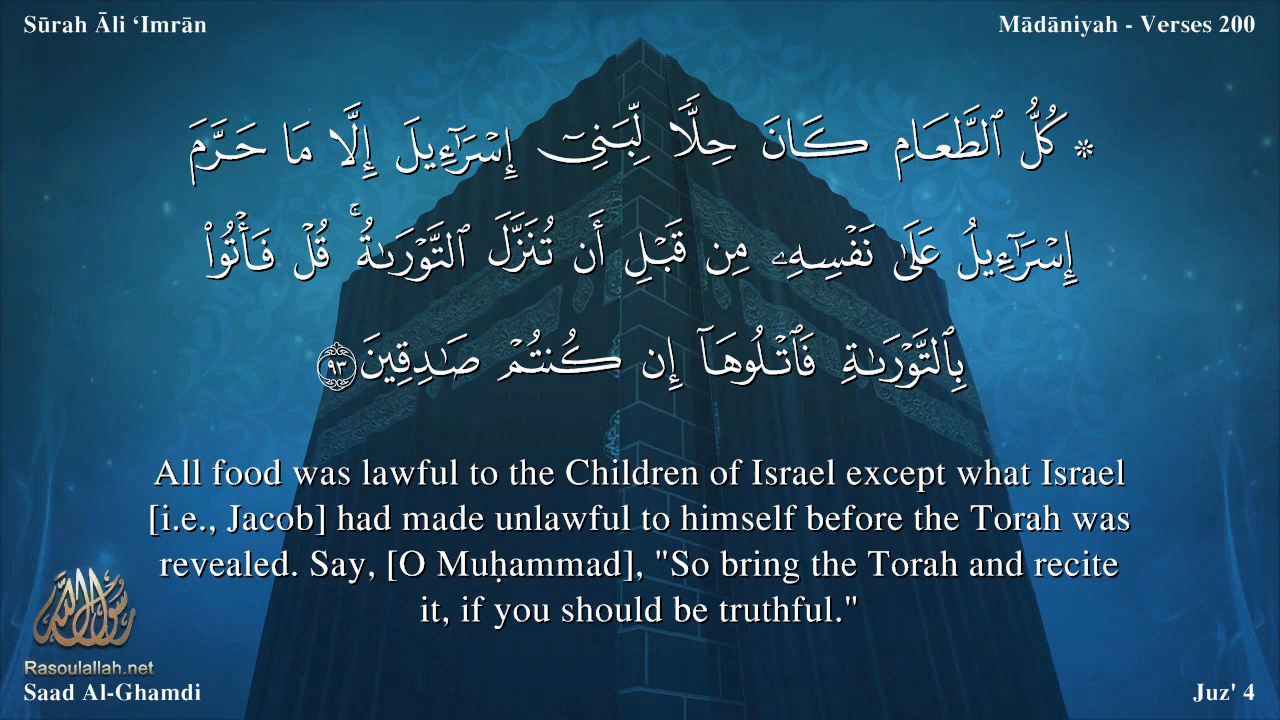 Sūrah Āli ‘Imrān
Mādāniyah - Verses 200
۞ كُلُّ ٱلطَّعَامِ كَانَ حِلًّا لِّبَنِىٓ إِسْرَٰٓءِيلَ إِلَّا مَا حَرَّمَ
إِسْرَٰٓءِيلُ عَلَىٰ نَفْسِهِۦ مِن قَبْلِ أَن تُنَزَّلَ ٱلتَّوْرَىٰةُ ۗ قُلْ فَأْتُوا۟
بِٱلتَّوْرَىٰةِ فَٱتْلُوهَآ إِن كُنتُمْ صَـٰدِقِينَ ٩٣
All food was lawful to the Children of Israel except what Israel
[i.e., Jacob] had made unlawful to himself before the Torah was
revealed. Say, [O Muḥammad], "So bring the Torah and recite
it, if you should be truthful."
رسول الله
Rasoulallah.net
Saad Al-Ghamdi
Juz' 4